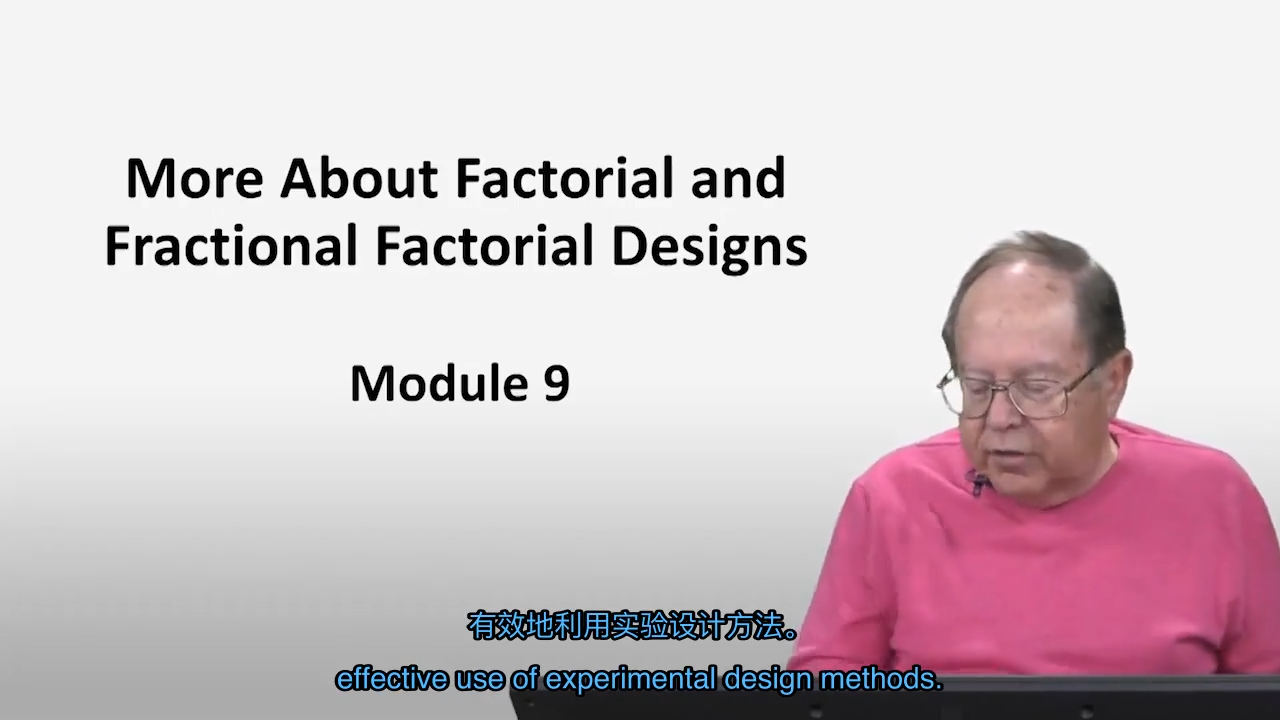 More About Factorial and
Fractional Factorial Designs
Module 9
有效地利用实验设计方法。
effective use of experimental design methods.